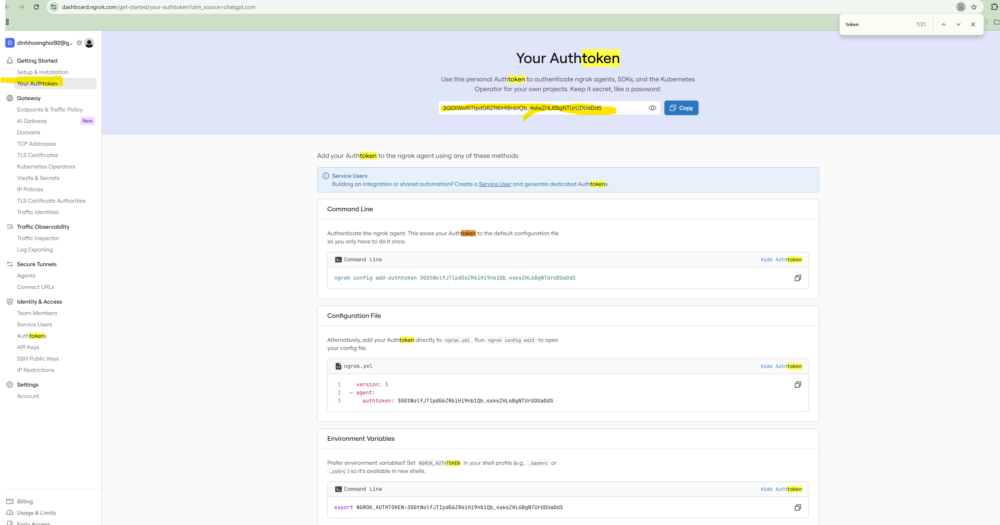 dashboard.ngrok.com/get-started/your-authtoken?utm_source=chatgpt.com
token 7/21
D dinhhoanghai92@g...
Getting Started
Setup & Installation
Your Authtoken
Gateway
Endpoints & Traffic Policy
AI Gateway New
Domains
TCP Addresses
TLS Certificates
Kubernetes Operators
Vaults & Secrets
IP Policies
TLS Certificate Authorities
Traffic Identities
Traffic Observability
Traffic Inspector
Log Exporting
Secure Tunnels
Agents
Connect URLs
Identity & Access
Team Members
Service Users
Authtokens
API Keys
SSH Public Keys
IP Restrictions
Settings
Account
Billing
Usage & Limits
Early Access
Your Authtoken
Use this personal Authtoken to authenticate ngrok agents, SDKs, and the Kubernetes
Operator for your own projects. Keep it secret, like a password.
3GGtWolfJTIpdG6ZR6iHi9nb1Qb_4sksZHL6BgNTUrUDUaDdS Copy
Add your Authtoken to the ngrok agent using any of these methods:
Service Users
Building an integration or shared automation? Create a Service User and generate dedicated Authtokens.
Command Line
Authenticate the ngrok agent. This saves your Authtoken to the default configuration file
so you only have to do it once.
Command Line Hide Authtoken
ngrok config add-authtoken 3GGtWolfJTIpdG6ZR6iHi9nb1Qb_4sksZHL6BgNTUrUDUaDdS
Configuration File
Alternatively, add your Authtoken directly to ngrok.yml. Run ngrok config edit to open
your config file.
ngrok.yml Hide Authtoken
1 version: 3
2 agent:
3 authtoken: 3GGtWolfJTIpdG6ZR6iHi9nb1Qb_4sksZHL6BgNTUrUDUaDdS
Environment Variables
Prefer environment variables? Set NGROK_AUTHTOKEN in your shell profile (e.g., .bashrc or
.zshrc) so it's available in new shells.
Command Line Hide Authtoken
export NGROK_AUTHTOKEN=3GGtWolfJTIpdG6ZR6iHi9nb1Qb_4sksZHL6BgNTUrUDUaDdS